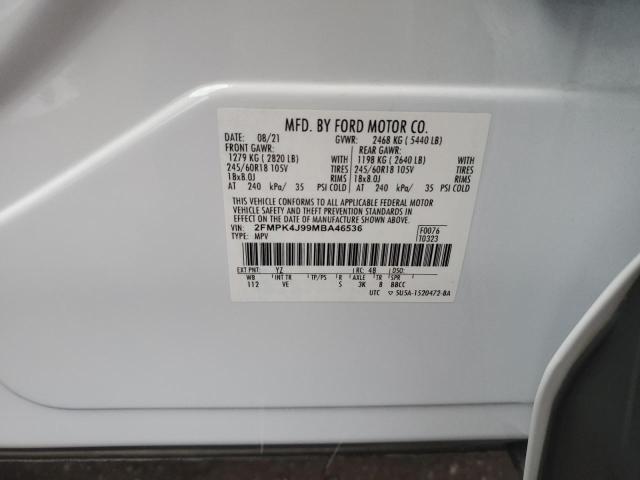 MFD. BY FORD MOTOR CO.
DATE: 08/21 GVWR: 2468 KG ( 5440 LB)
FRONT GAWR: REAR GAWR:
1279 KG ( 2820 LB) WITH 1198 KG ( 2640 LB) WITH
245/60R18 105V TIRES 245/60R18 105V TIRES
18x8.0J RIMS 18x8.0J RIMS
AT 240 kPa/ 35 PSI COLD AT 240 kPa/ 35 PSI COLD
THIS VEHICLE CONFORMS TO ALL APPLICABLE FEDERAL MOTOR
VEHICLE SAFETY AND THEFT PREVENTION STANDARDS IN
EFFECT ON THE DATE OF MANUFACTURE SHOWN ABOVE.
VIN: 2FMPK4J99MBA46536 F0076
TYPE: MPV T0323
EXT PNT: YZ RC: 48 DSO:
WB INT TR TP/PS R AXLE TR SPR
112 VE S 3K 8 BBCC
UTC ▽ 5U5A-1520472-BA